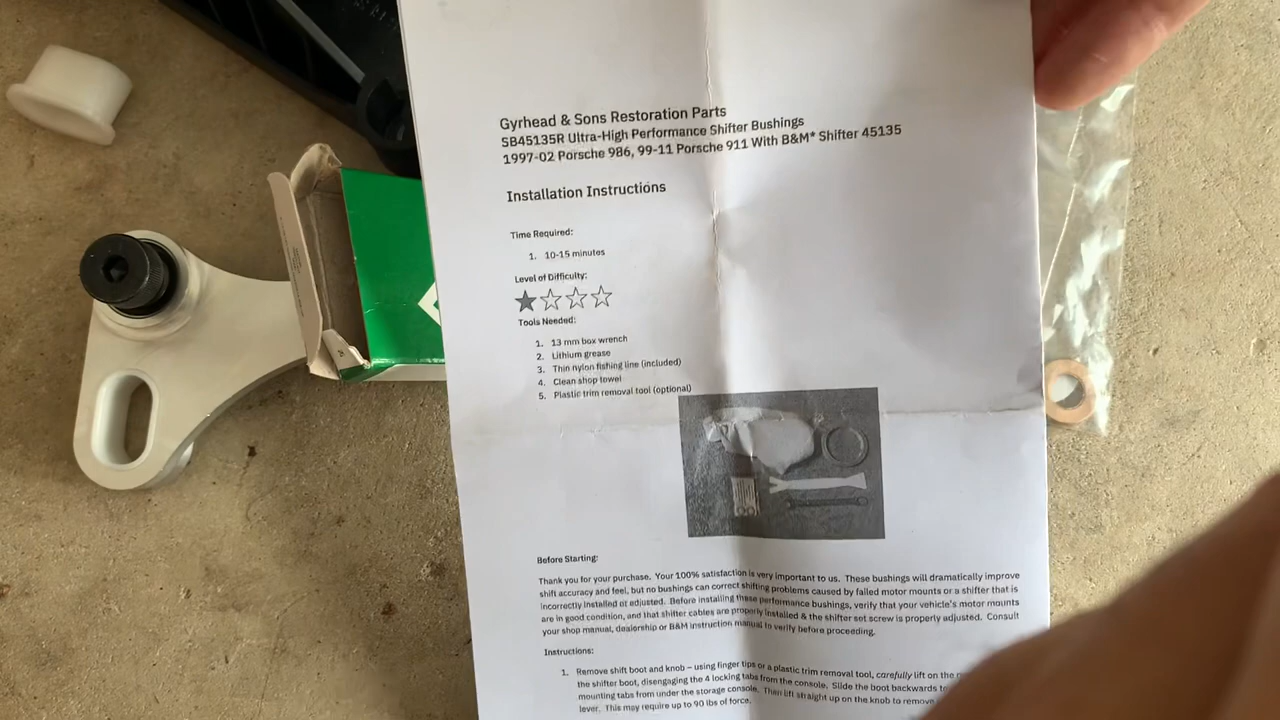 Gyrhead & Sons Restoration Parts
SB45135R Ultra-High Performance Shifter Bushings
1997-02 Porsche 986, 99-11 Porsche 911 With B&M* Shifter 45135
Installation Instructions
Time Required:
1. 10-15 minutes
Level of Difficulty:
Tools Needed:
1. 13 mm box wrench
2. Lithium grease
3. Thin nylon fishing line (included)
4. Clean shop towel
5. Plastic trim removal tool (optional)
Before Starting:
Thank you for your purchase. Your 100% satisfaction is very important to us. These bushings will dramatically improve
shift accuracy and feel, but no bushings can correct shifting problems caused by failed motor mounts or a shifter that is
incorrectly installed or adjusted. Before installing these performance bushings, verify that your vehicle's motor mounts
are in good condition, and that shifter cables are properly installed & the shifter set screw is properly adjusted. Consult
your shop manual, dealership or B&M instruction manual to verify before proceeding.
Instructions:
1. Remove shift boot and knob – using finger tips or a plastic trim removal tool, carefully lift on the
the shifter boot, disengaging the 4 locking tabs from the console. Slide the boot backwards to
mounting tabs from under the storage console. Then lift straight up on the knob to remove
lever. This may require up to 90 lbs of force.